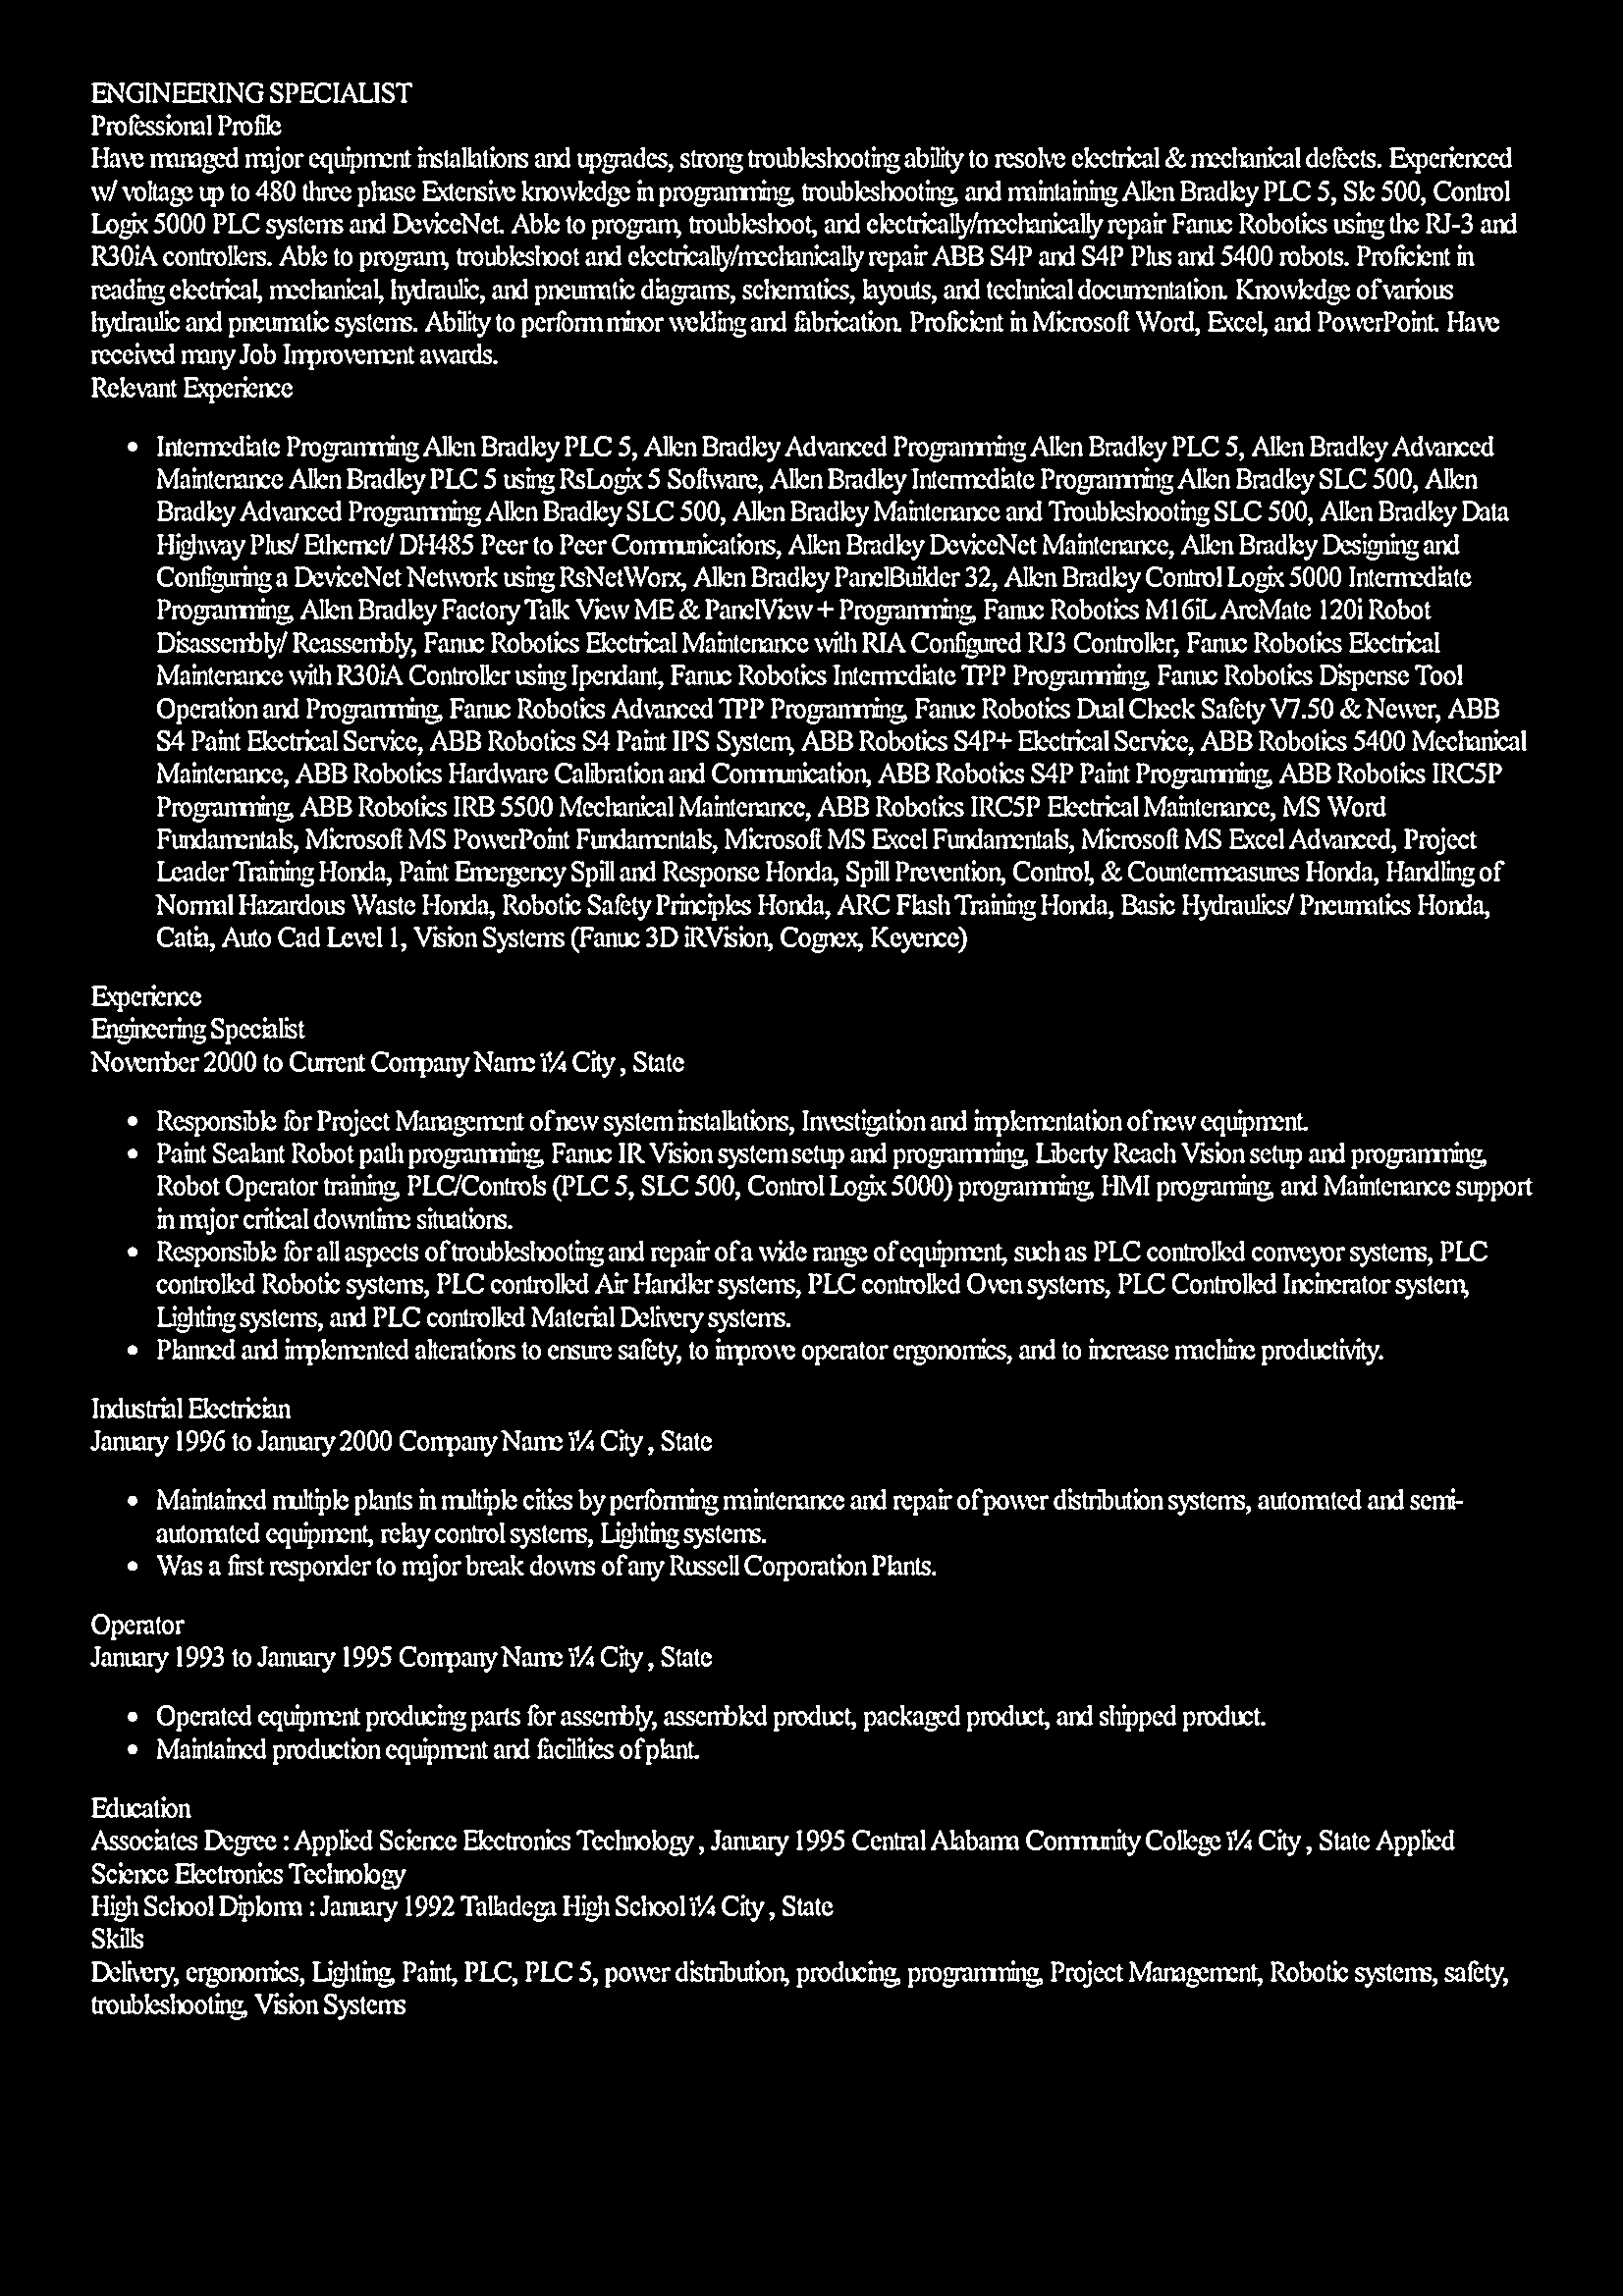 ENGINEERING SPECIALIST
Professional Profile
Have managed major equipment installations and upgrades, strong troubleshooting ability to resolve electrical & mechanical defects. Experienced
w/ voltage up to 480 three phase Extensive knowledge in programming, troubleshooting, and maintaining Allen Bradley PLC 5, Slc 500, Control
Logix 5000 PLC systems and DeviceNet. Able to program, troubleshoot, and electrically/mechanically repair Fanuc Robotics using the RJ-3 and
R30iA controllers. Able to program, troubleshoot and electrically/mechanically repair ABB S4P and S4P Plus and 5400 robots. Proficient in
reading electrical, mechanical, hydraulic, and pneumatic diagrams, schematics, layouts, and technical documentation. Knowledge of various
hydraulic and pneumatic systems. Ability to perform minor welding and fabrication. Proficient in Microsoft Word, Excel, and PowerPoint. Have
received many Job Improvement awards.
Relevant Experience
• Intermediate Programming Allen Bradley PLC 5, Allen Bradley Advanced Programming Allen Bradley PLC 5, Allen Bradley Advanced
Maintenance Allen Bradley PLC 5 using RsLogix 5 Software, Allen Bradley Intermediate Programming Allen Bradley SLC 500, Allen
Bradley Advanced Programming Allen Bradley SLC 500, Allen Bradley Maintenance and Troubleshooting SLC 500, Allen Bradley Data
Highway Plus/ Ethernet/ DH485 Peer to Peer Communications, Allen Bradley DeviceNet Maintenance, Allen Bradley Designing and
Configuring a DeviceNet Network using RsNetWorx, Allen Bradley PanelBuilder 32, Allen Bradley Control Logix 5000 Intermediate
Programming, Allen Bradley Factory Talk View ME & PanelView + Programming, Fanuc Robotics M16iL ArcMate 120i Robot
Disassembly/ Reassembly, Fanuc Robotics Electrical Maintenance with RIA Configured RJ3 Controller, Fanuc Robotics Electrical
Maintenance with R30iA Controller using Ipendant, Fanuc Robotics Intermediate TPP Programming, Fanuc Robotics Dispense Tool
Operation and Programming, Fanuc Robotics Advanced TPP Programming, Fanuc Robotics Dual Check Safety V7.50 & Newer, ABB
S4 Paint Electrical Service, ABB Robotics S4 Paint IPS System, ABB Robotics S4P+ Electrical Service, ABB Robotics 5400 Mechanical
Maintenance, ABB Robotics Hardware Calibration and Communication, ABB Robotics S4P Paint Programming, ABB Robotics IRC5P
Programming, ABB Robotics IRB 5500 Mechanical Maintenance, ABB Robotics IRC5P Electrical Maintenance, MS Word
Fundamentals, Microsoft MS PowerPoint Fundamentals, Microsoft MS Excel Fundamentals, Microsoft MS Excel Advanced, Project
Leader Training Honda, Paint Emergency Spill and Response Honda, Spill Prevention, Control, & Countermeasures Honda, Handling of
Normal Hazardous Waste Honda, Robotic Safety Principles Honda, ARC Flash Training Honda, Basic Hydraulics/ Pneumatics Honda,
Catia, Auto Cad Level 1, Vision Systems (Fanuc 3D iRVision, Cognex, Keyence)
Experience
Engineering Specialist
November 2000 to Current Company Name ï¼ City , State
• Responsible for Project Management of new system installations, Investigation and implementation of new equipment.
• Paint Sealant Robot path programming, Fanuc IR Vision system setup and programming, Liberty Reach Vision setup and programming,
Robot Operator training, PLC/Controls (PLC 5, SLC 500, Control Logix 5000) programming, HMI programing, and Maintenance support
in major critical downtime situations.
• Responsible for all aspects of troubleshooting and repair of a wide range of equipment, such as PLC controlled conveyor systems, PLC
controlled Robotic systems, PLC controlled Air Handler systems, PLC controlled Oven systems, PLC Controlled Incinerator system,
Lighting systems, and PLC controlled Material Delivery systems.
• Planned and implemented alterations to ensure safety, to improve operator ergonomics, and to increase machine productivity.
Industrial Electrician
January 1996 to January 2000 Company Name ï¼ City , State
• Maintained multiple plants in multiple cities by performing maintenance and repair of power distribution systems, automated and semi-
automated equipment, relay control systems, Lighting systems.
• Was a first responder to major break downs of any Russell Corporation Plants.
Operator
January 1993 to January 1995 Company Name ï¼ City , State
• Operated equipment producing parts for assembly, assembled product, packaged product, and shipped product.
• Maintained production equipment and facilities of plant.
Education
Associates Degree : Applied Science Electronics Technology , January 1995 Central Alabama Community College ï¼ City , State Applied
Science Electronics Technology
High School Diploma : January 1992 Talladega High School ï¼ City , State
Skills
Delivery, ergonomics, Lighting, Paint, PLC, PLC 5, power distribution, producing, programming, Project Management, Robotic systems, safety,
troubleshooting, Vision Systems